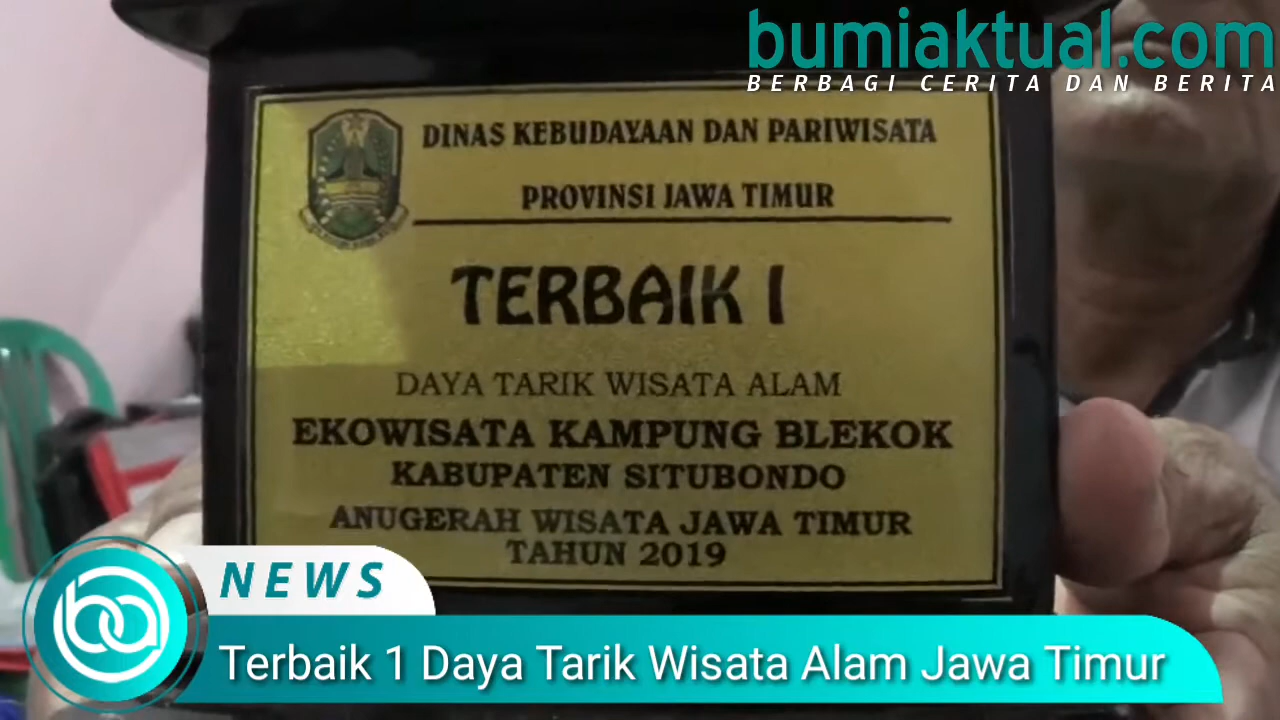 bumiaktual.com
BERBAGI CERITA DAN BERITA
DINAS KEBUDAYAAN DAN PARIWISATA
PROVINSI JAWA TIMUR
TERBAIK I
DAYA TARIK WISATA ALAM
EKOWISATA KAMPUNG BLEKOK
KABUPATEN SITUBONDO
ANUGERAH WISATA JAWA TIMUR
TAHUN 2019
ba
NEWS
Terbaik 1 Daya Tarik Wisata Alam Jawa Timur